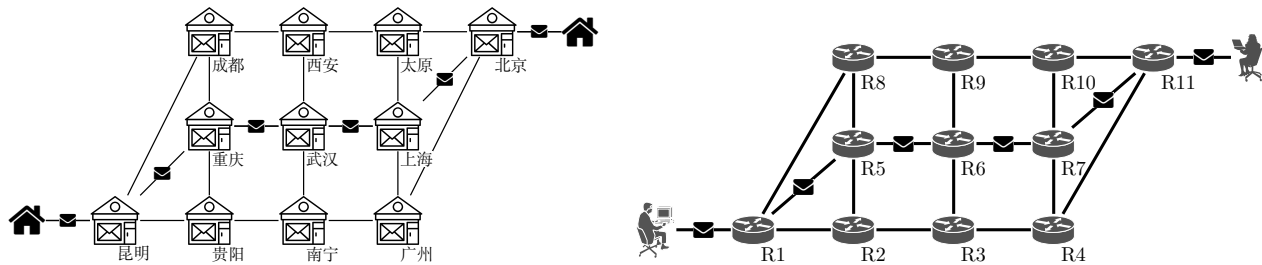 成都 西安 太原 北京
重庆 武汉 上海
昆明 贵阳 南宁 广州
R8 R9 R10 R11
R5 R6 R7
R1 R2 R3 R4